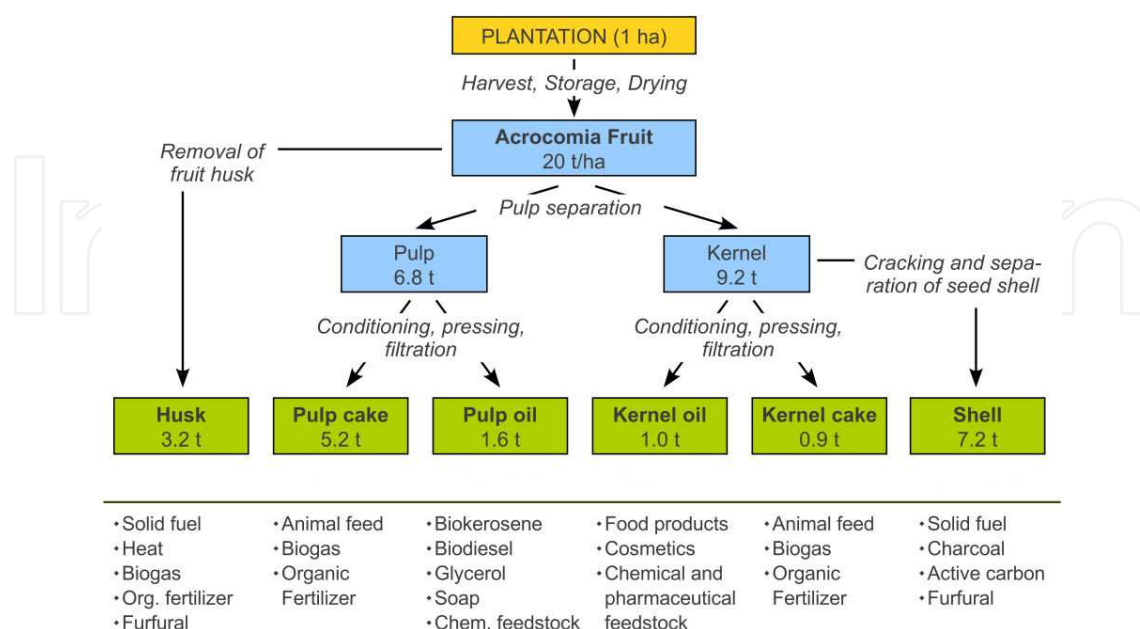 PLANTATION (1 ha)
Harvest, Storage, Drying
Acrocomia Fruit
20 t/ha
Removal of
fruit husk
Pulp separation
Pulp
6.8 t
Kernel
9.2 t
Cracking and sepa-
ration of seed shell
Conditioning, pressing,
filtration
Conditioning, pressing,
filtration
Husk
3.2 t
Pulp cake
5.2 t
Pulp oil
1.6 t
Kernel oil
1.0 t
Kernel cake
0.9 t
Shell
7.2 t
• Solid fuel
• Heat
• Biogas
• Org. fertilizer
• Furfural
• Animal feed
• Biogas
• Organic
Fertilizer
• Biokerosene
• Biodiesel
• Glycerol
• Soap
• Chem. feedstock
• Food products
• Cosmetics
• Chemical and
pharmaceutical
feedstock
• Animal feed
• Biogas
• Organic
Fertilizer
• Solid fuel
• Charcoal
• Active carbon
• Furfural